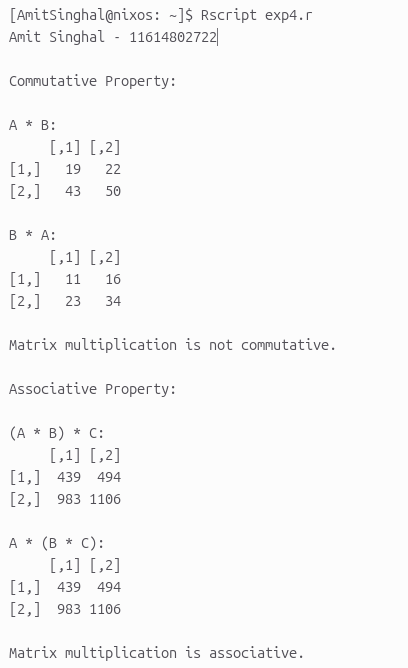 [AmitSinghal@nixos: ~]$ Rscript exp4.r
Amit Singhal - 11614802722
Commutative Property:
A * B:
     [,1] [,2]
[1,]   19   22
[2,]   43   50
B * A:
     [,1] [,2]
[1,]   11   16
[2,]   23   34
Matrix multiplication is not commutative.
Associative Property:
(A * B) * C:
     [,1] [,2]
[1,]  439  494
[2,]  983 1106
A * (B * C):
     [,1] [,2]
[1,]  439  494
[2,]  983 1106
Matrix multiplication is associative.